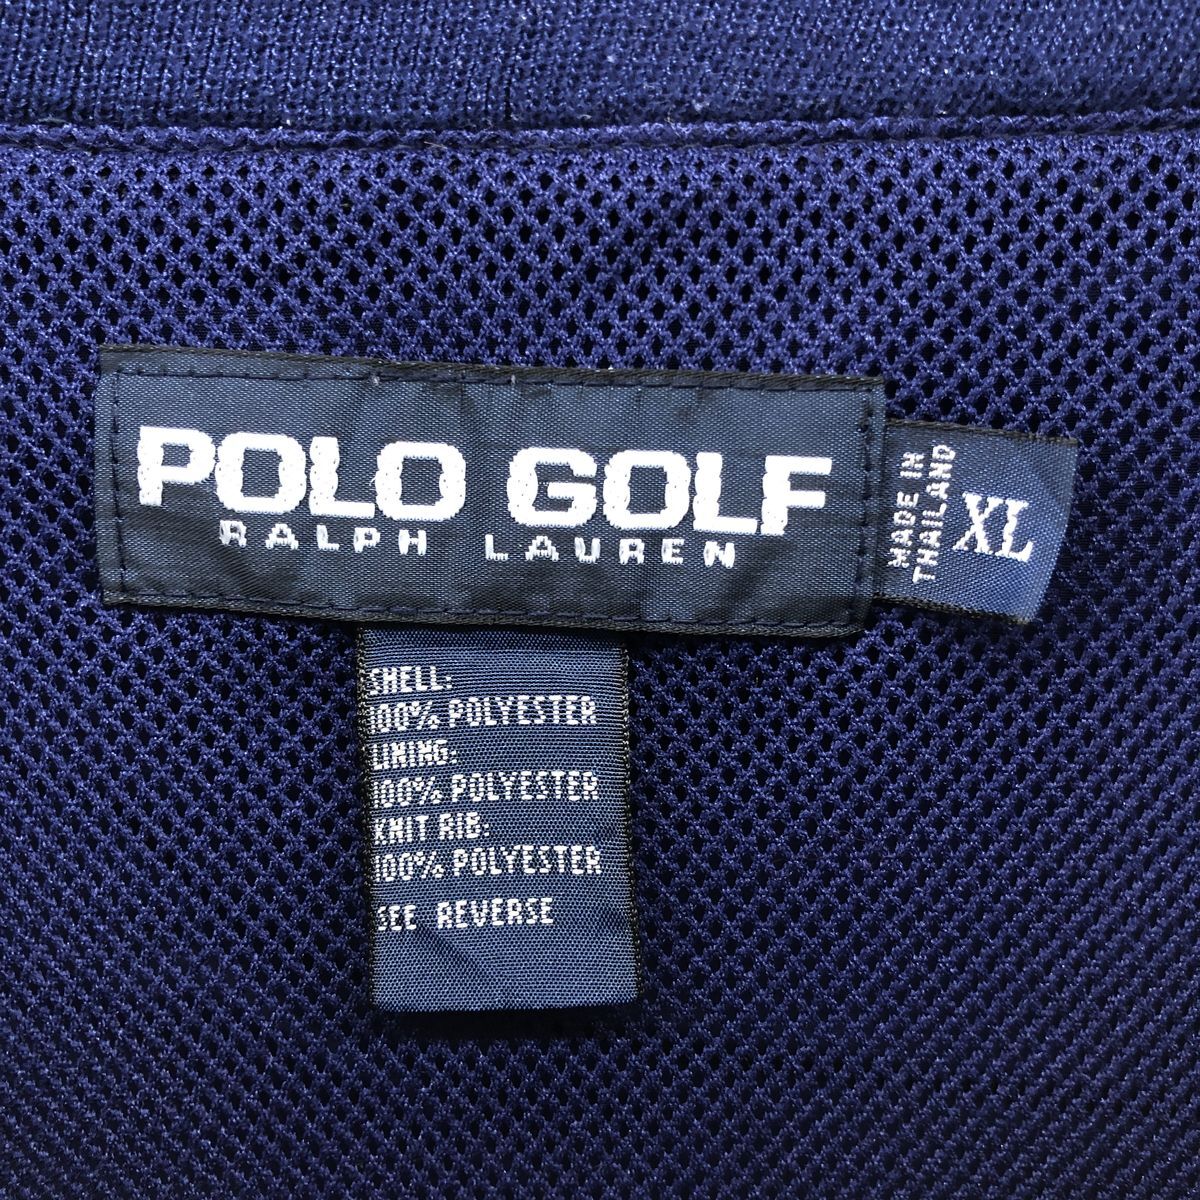 POLO GOLF
RALPH LAUREN
MADE IN
THAILAND
XL
SHELL:
100% POLYESTER
LINING:
100% POLYESTER
KNIT RIB:
100% POLYESTER
SEE REVERSE